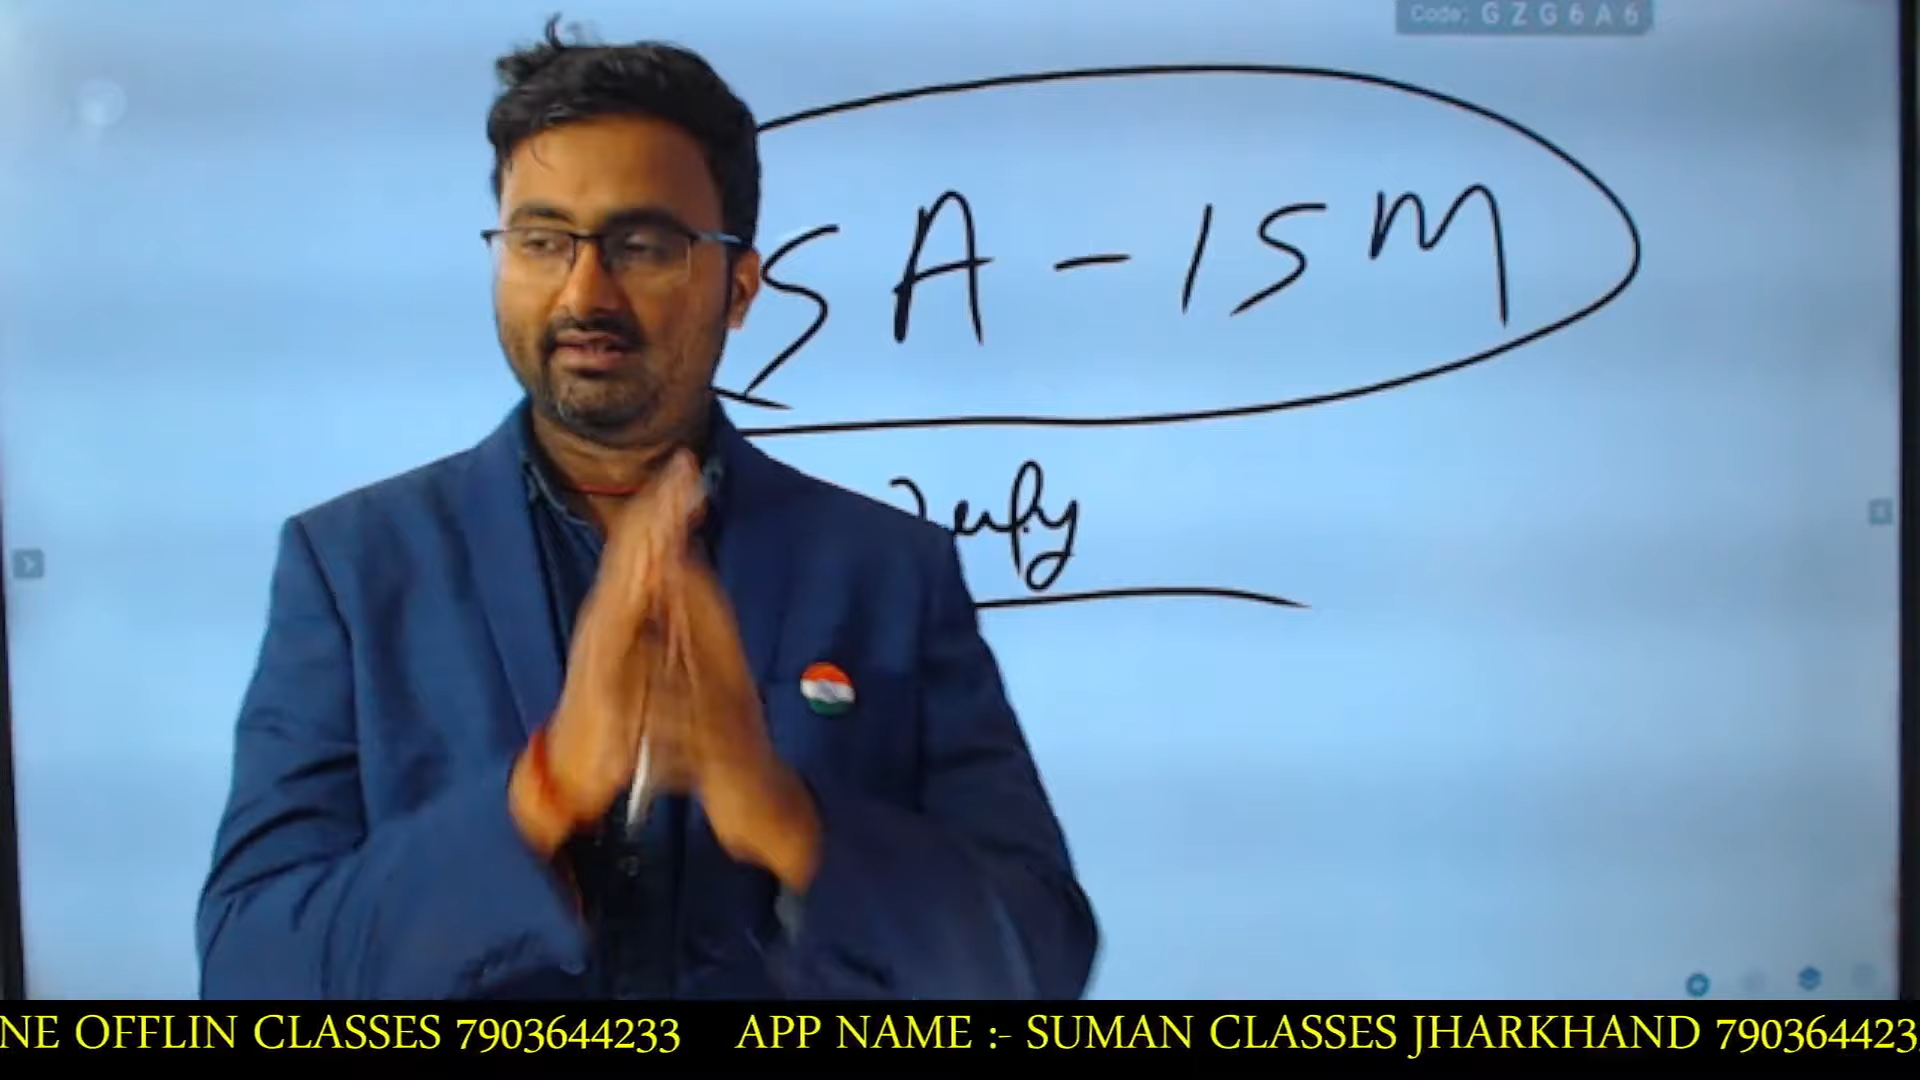 Code: GZG6A6
SA-ISM
NE OFFLIN CLASSES 7903644233 APP NAME :- SUMAN CLASSES JHARKHAND 790364423